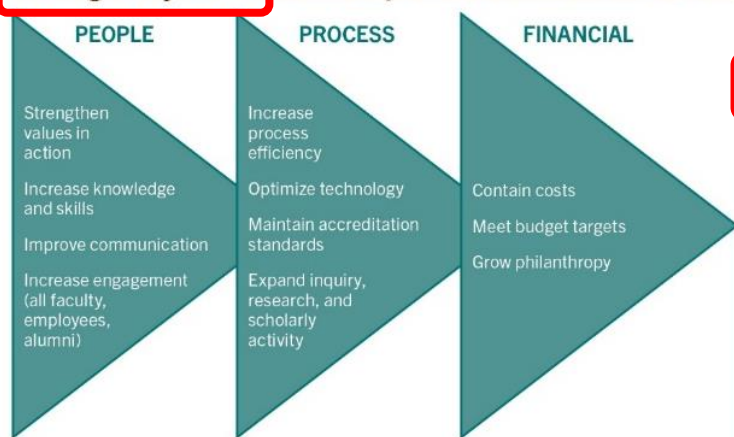 PEOPLE
Strengthen
values in
action
Increase knowledge
and skills
Improve communication
Increase engagement
(all faculty,
employees,
alumni)
PROCESS
Increase
process
efficiency
Optimize technology
Maintain accreditation
standards
Expand inquiry,
research, and
scholarly
activity
FINANCIAL
Contain costs
Meet budget targets
Grow philanthropy